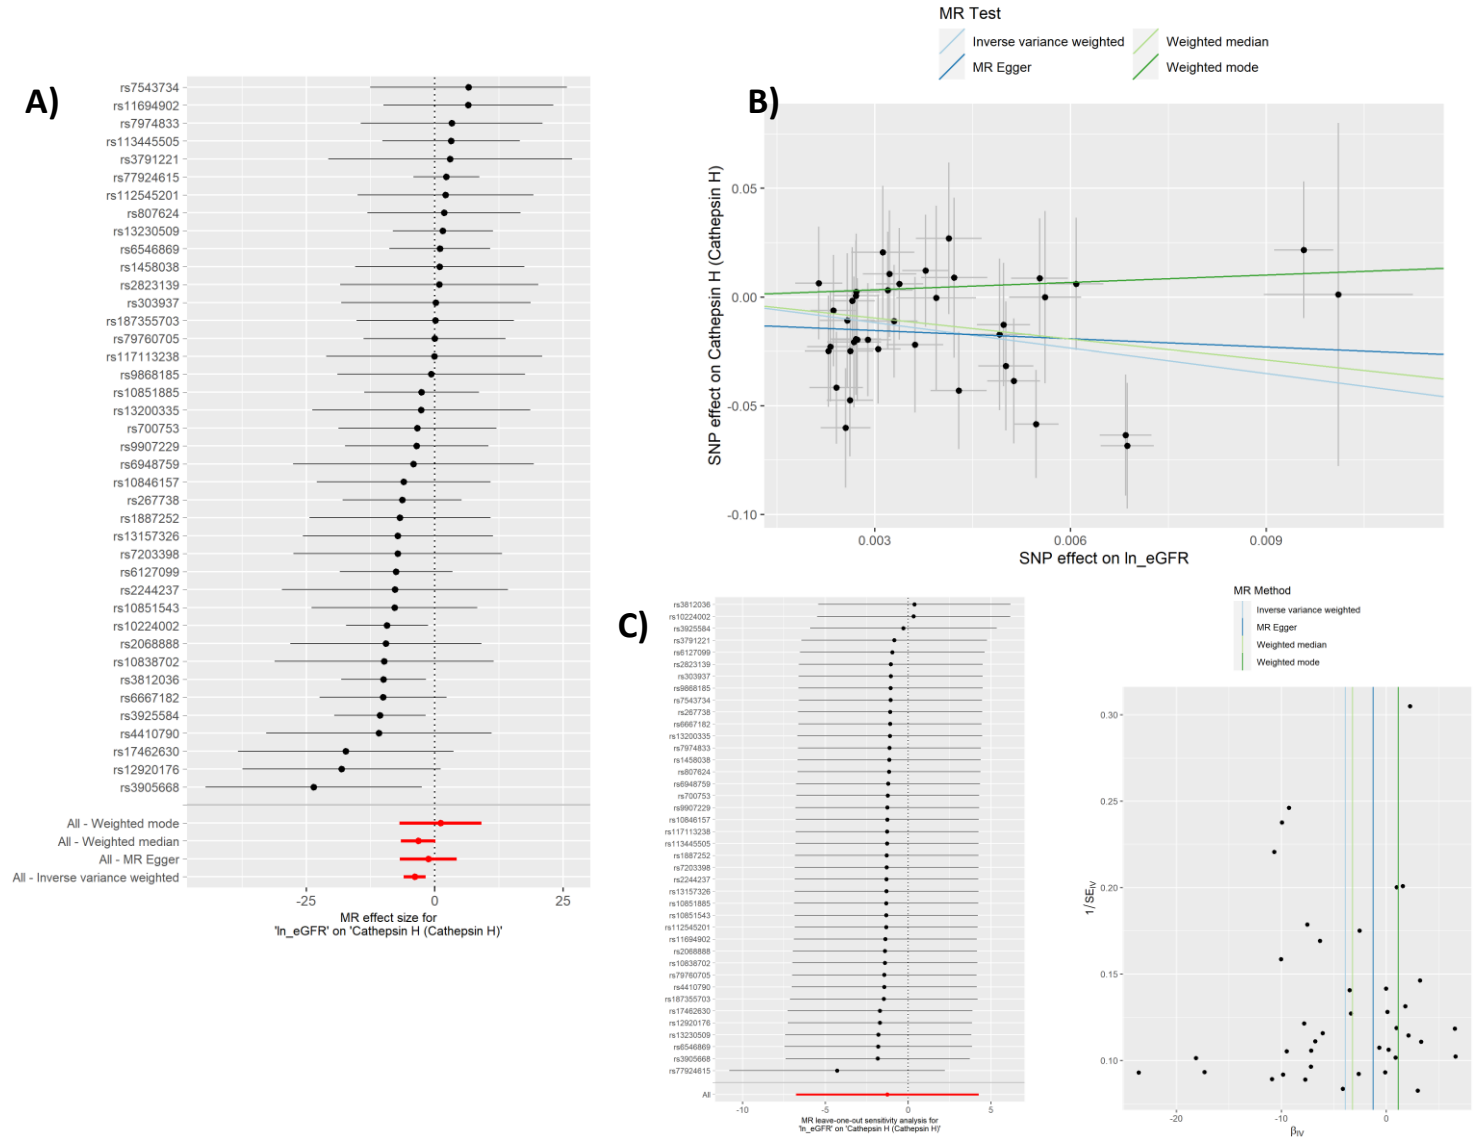 A)
rs7543734
rs11694902
rs7974833
rs113445505
rs3791221
rs77924615
rs112545201
rs807624
rs13230509
rs6546869
rs1458038
rs2823139
rs303937
rs187355703
rs79760705
rs117113238
rs9868185
rs10851885
rs13200335
rs700753
rs9907229
rs6948759
rs10846157
rs267738
rs1887252
rs13157326
rs7203398
rs6127099
rs2244237
rs10851543
rs10224002
rs2068888
rs10838702
rs3812036
rs6667182
rs3925584
rs4410790
rs17462630
rs12920176
rs3905668
All - Weighted mode
All - Weighted median
All - MR Egger
All - Inverse variance weighted
-25 0 25
MR effect size for
'ln_eGFR' on 'Cathepsin H (Cathepsin H)'
MR Test
Inverse variance weighted Weighted median
MR Egger Weighted mode
B)
SNP effect on Cathepsin H (Cathepsin H)
0.05
0.00
-0.05
-0.10
0.003 0.006 0.009
SNP effect on ln_eGFR
C)
rs3812036
rs10224002
rs3925584
rs3791221
rs6127099
rs2823139
rs303937
rs9868185
rs7543734
rs267738
rs6667182
rs13200335
rs7974833
rs1458038
rs807624
rs6948759
rs700753
rs9907229
rs10846157
rs117113238
rs113445505
rs1887252
rs7203398
rs2244237
rs13157326
rs10851885
rs10851543
rs112545201
rs11694902
rs2068888
rs10838702
rs79760705
rs4410790
rs187355703
rs17462630
rs12920176
rs13230509
rs6546869
rs3905668
rs77924615
All
-10 -5 0 5
MR leave-one-out sensitivity analysis for
'ln_eGFR' on 'Cathepsin H (Cathepsin H)'
MR Method
Inverse variance weighted
MR Egger
Weighted median
Weighted mode
1/SE_IV
0.30
0.25
0.20
0.15
0.10
-20 -10 0
β_IV